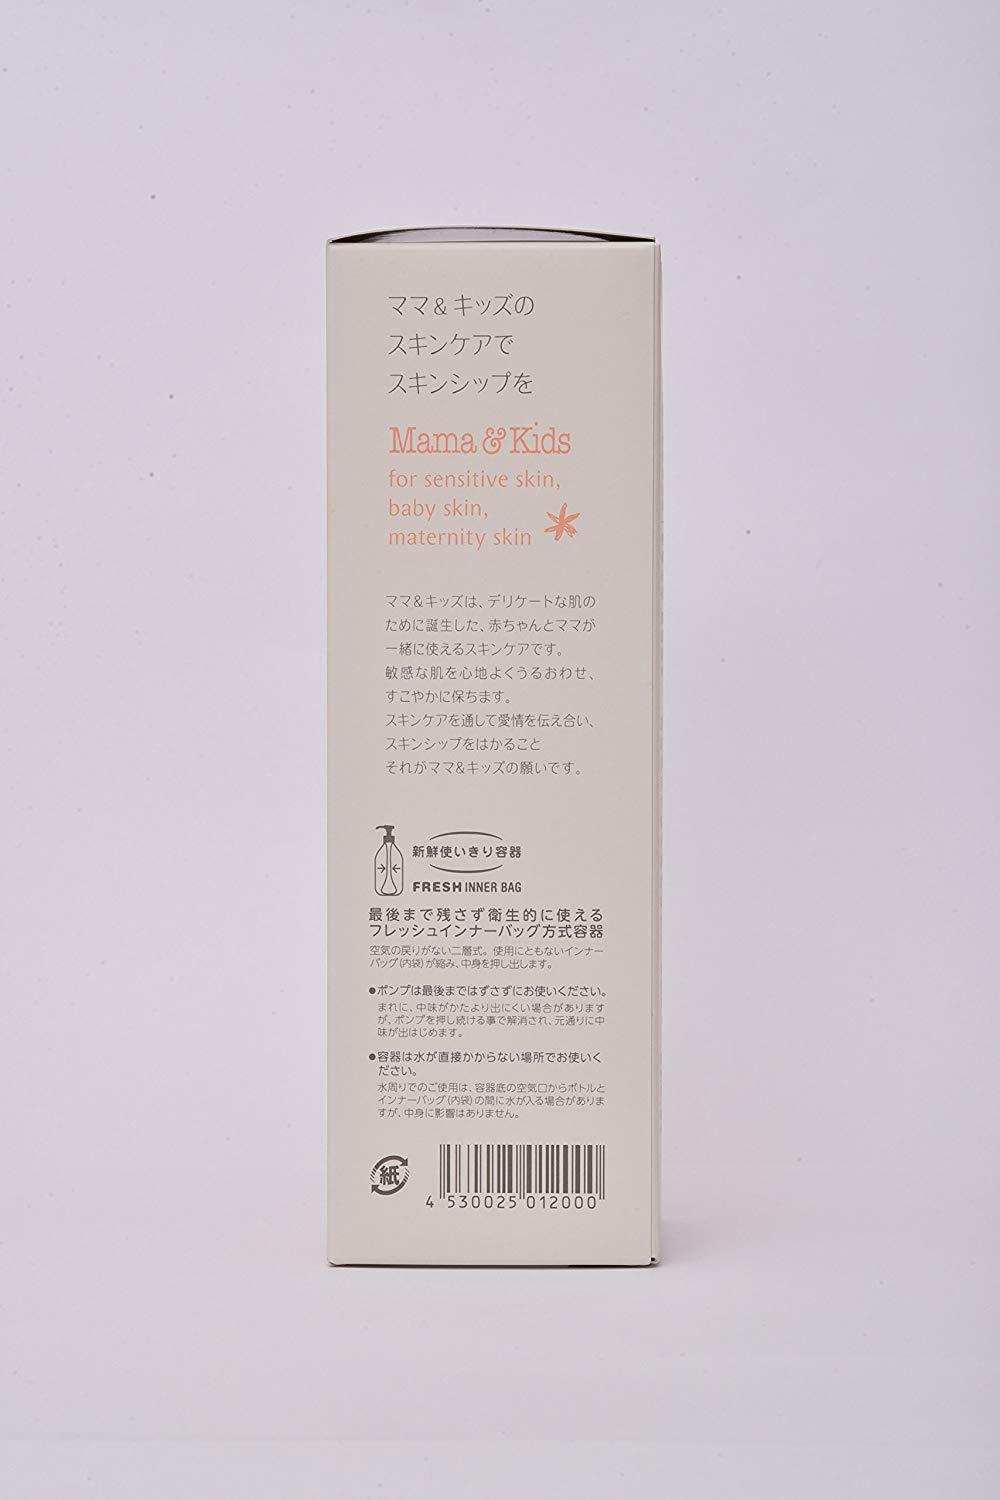 ママ&キッズの
スキンケアで
スキンシップを
Mama & Kids
for sensitive skin,
baby skin,
maternity skin
ママ&キッズは、デリケートな肌の
ために誕生した、赤ちゃんとママが
一緒に使えるスキンケアです。
敏感な肌を心地よくうるおわせ、
すこやかに保ちます。
スキンケアを通して愛情を伝え合い、
スキンシップをはかること
それがママ&キッズの願いです。
新鮮使いきり容器
FRESH INNER BAG
最後まで残さず衛生的に使える
フレッシュインナーバッグ方式容器
空気の戻りがない二層式。使用にともないインナー
バッグ(内袋)が縮み、中身を押し出します。
●ポンプは最後まではずさずにお使いください。
まれに、中味がかたより出にくい場合があります
が、ポンプを押し続ける事で解消され、元通りに中
味が出はじめます。
●容器は水が直接かからない場所でお使いく
ださい。
水周りでのご使用は、容器底の空気口からボトルと
インナーバッグ(内袋)の間に水が入る場合がありま
すが、中身に影響はありません。
紙
4 530025 012000